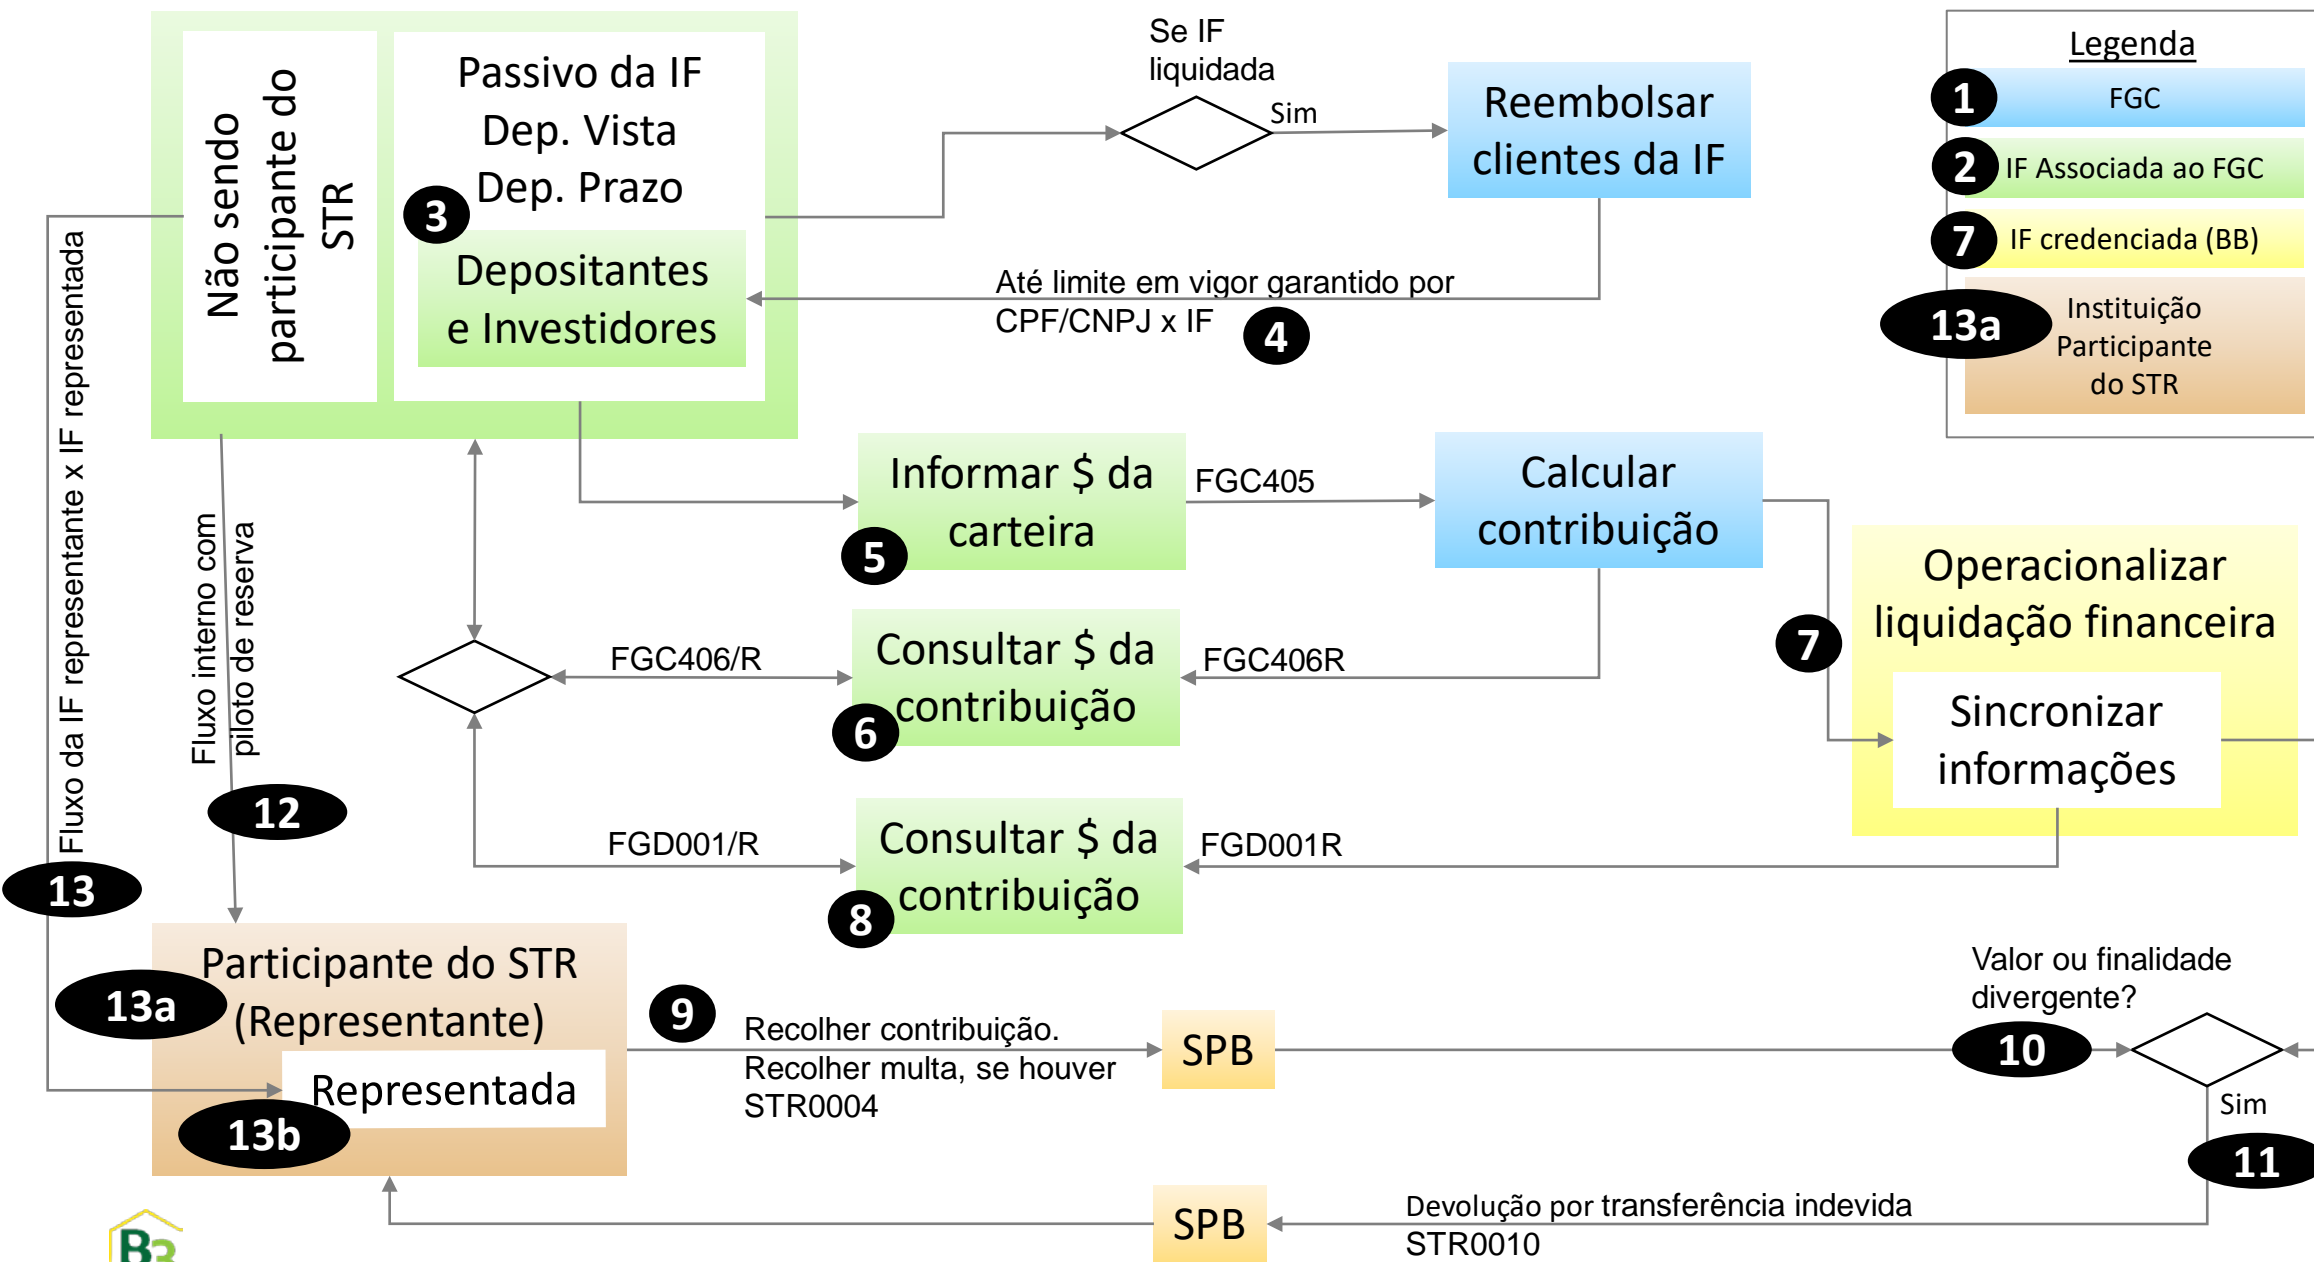 Não sendo
participante do
STR
Passivo da IF
Dep. Vista
Dep. Prazo
3
Depositantes
e Investidores
Se IF
liquidada
Sim
Reembolsar
clientes da IF
Até limite em vigor garantido por
CPF/CNPJ x IF
4
Legenda
1
FGC
2
IF Associada ao FGC
7
IF credenciada (BB)
13a
Instituição
Participante
do STR
Fluxo da IF representante x IF representada
13
Fluxo interno com
piloto de reserva
12
Informar $ da
carteira
5
FGC405
Calcular
contribuição
7
Operacionalizar
liquidação financeira
Sincronizar
informações
FGC406/R
Consultar $ da
contribuição
6
FGC406R
FGD001/R
Consultar $ da
contribuição
8
FGD001R
Participante do STR
(Representante)
13a
Representada
13b
9
Recolher contribuição.
Recolher multa, se houver
STR0004
SPB
Valor ou finalidade
divergente?
10
Sim
11
Devolução por transferência indevida
STR0010
SPB
B3